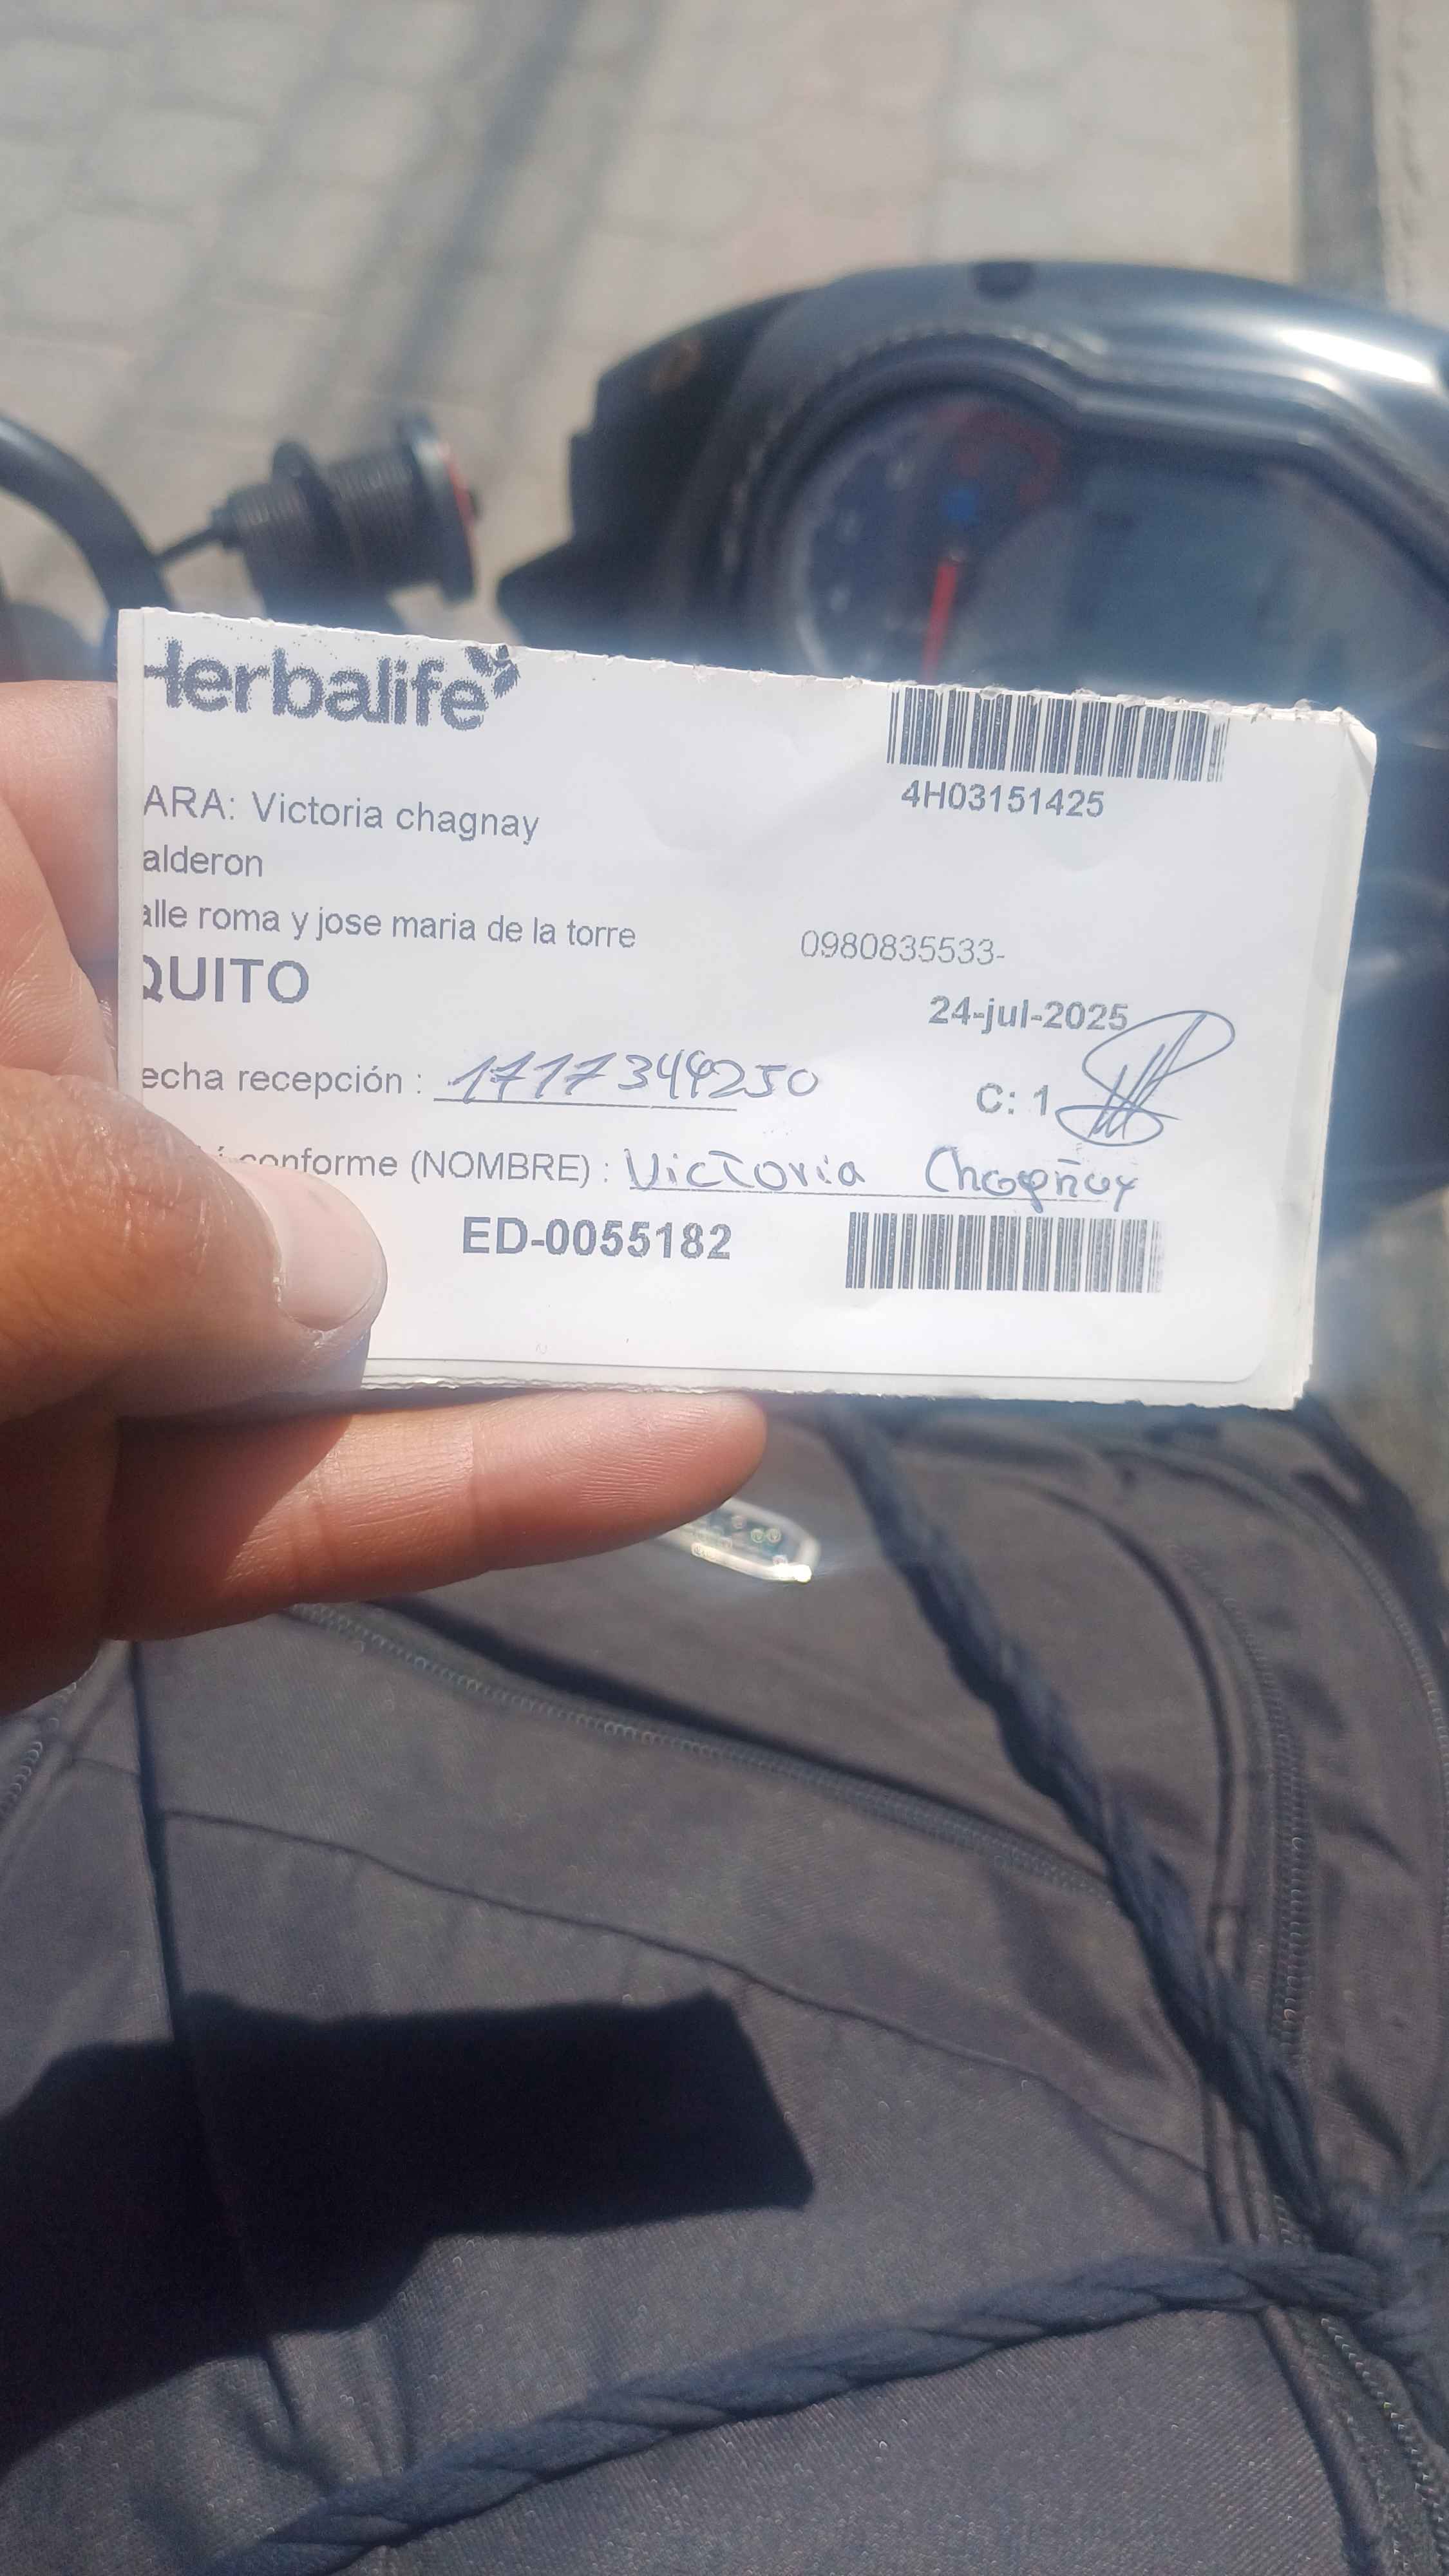 Herbalife
4H03151425
ARA: Victoria chagnay
alderon
alle roma y jose maria de la torre 0980835533-
QUITO
24-jul-2025
echa recepción : 1717344250 C: 1
conforme (NOMBRE) : Victoria Chagñay
ED-0055182